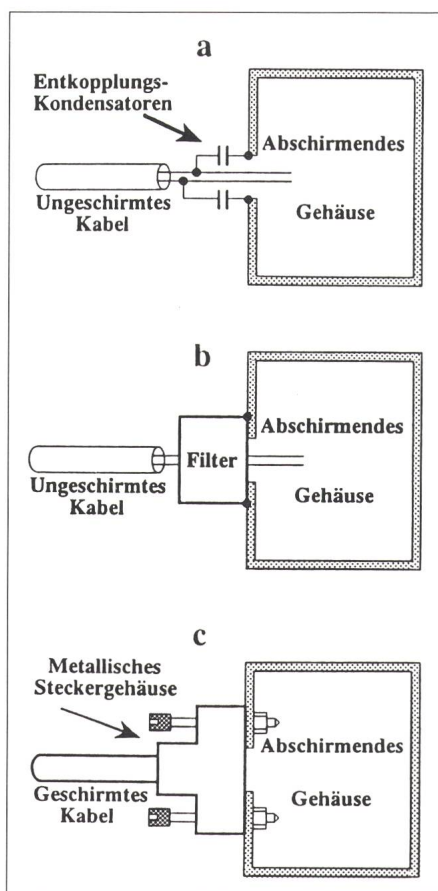 a
Entkopplungs-
Kondensatoren
Abschirmendes
Ungeschirmtes
Kabel
Gehäuse
b
Abschirmendes
Filter
Ungeschirmtes
Kabel
Gehäuse
c
Metallisches
Steckergehäuse
Abschirmendes
Geschirmtes
Kabel
Gehäuse